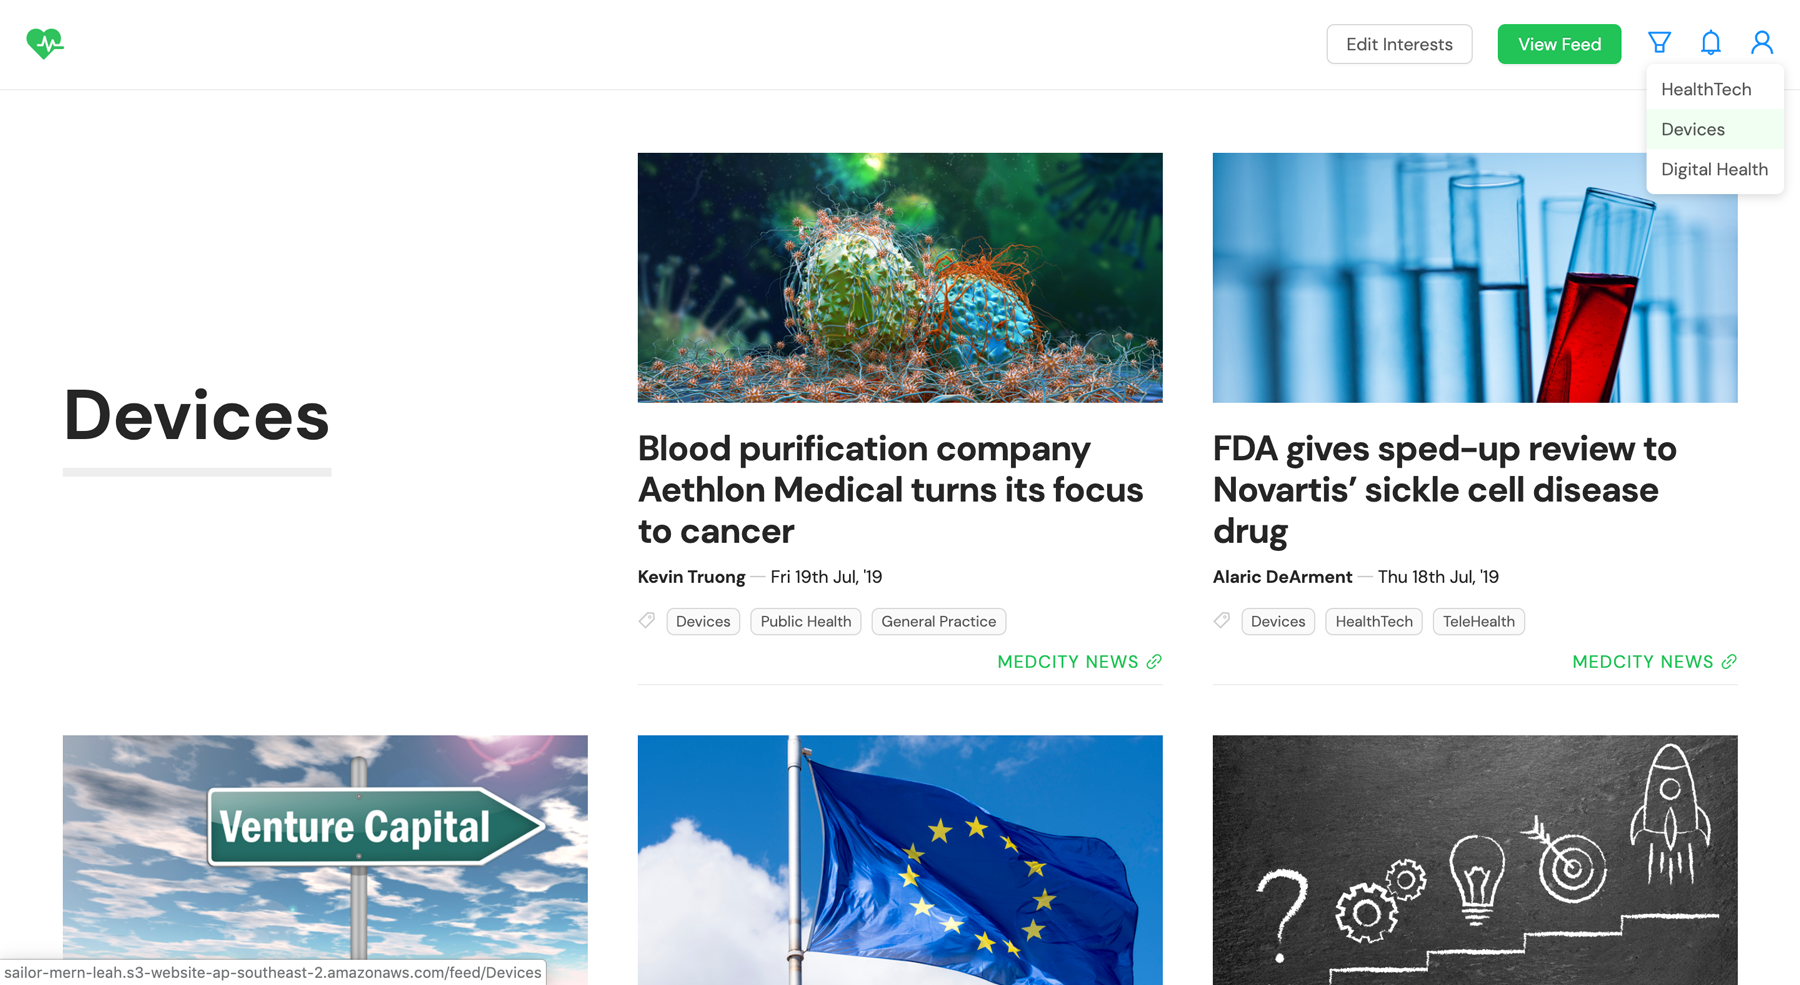 Edit Interests
View Feed
HealthTech
Devices
Digital Health
Devices
Blood purification company
Aethlon Medical turns its focus
to cancer
Kevin Truong — Fri 19th Jul, '19
Devices
Public Health
General Practice
MEDCITY NEWS
FDA gives sped-up review to
Novartis’ sickle cell disease
drug
Alaric DeArment — Thu 18th Jul, '19
Devices
HealthTech
TeleHealth
MEDCITY NEWS
Venture Capital
?
sailor-mern-leah.s3-website-ap-southeast-2.amazonaws.com/feed/Devices